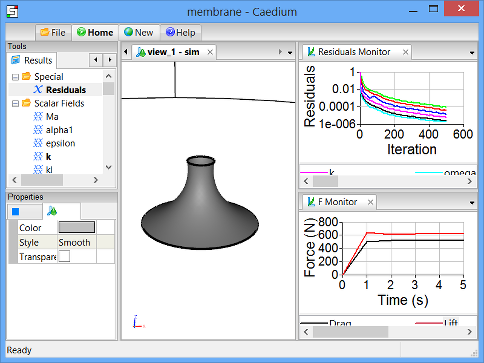 membrane - Caedium
File
Home
New
Help
Tools
Results
Special
Residuals
Scalar Fields
Ma
alpha1
epsilon
k
kl
Properties
Color
Style Smooth
Transpare
view_1 - sim
Residuals Monitor
Residuals
1
0.01
0.0001
1e-006
0 200 400 600
Iteration
k omega
F Monitor
Force (N)
800
600
400
200
0
0 1 2 3 4 5
Time (s)
Drag Lift
Ready